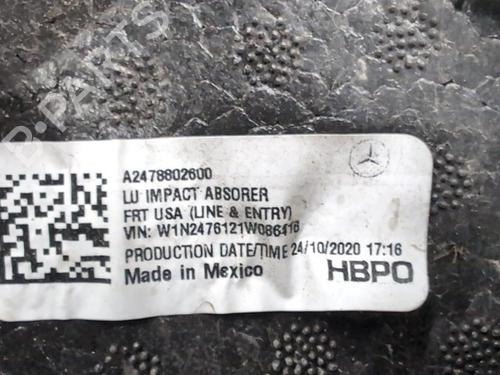 B-PARTS
A2478802600
LU IMPACT ABSORER
FRT USA (LINE & ENTRY)
VIN: W1N2476121W086416
PRODUCTION DATE/TIME 24/10/2020 17:16
Made in Mexico
HBPO